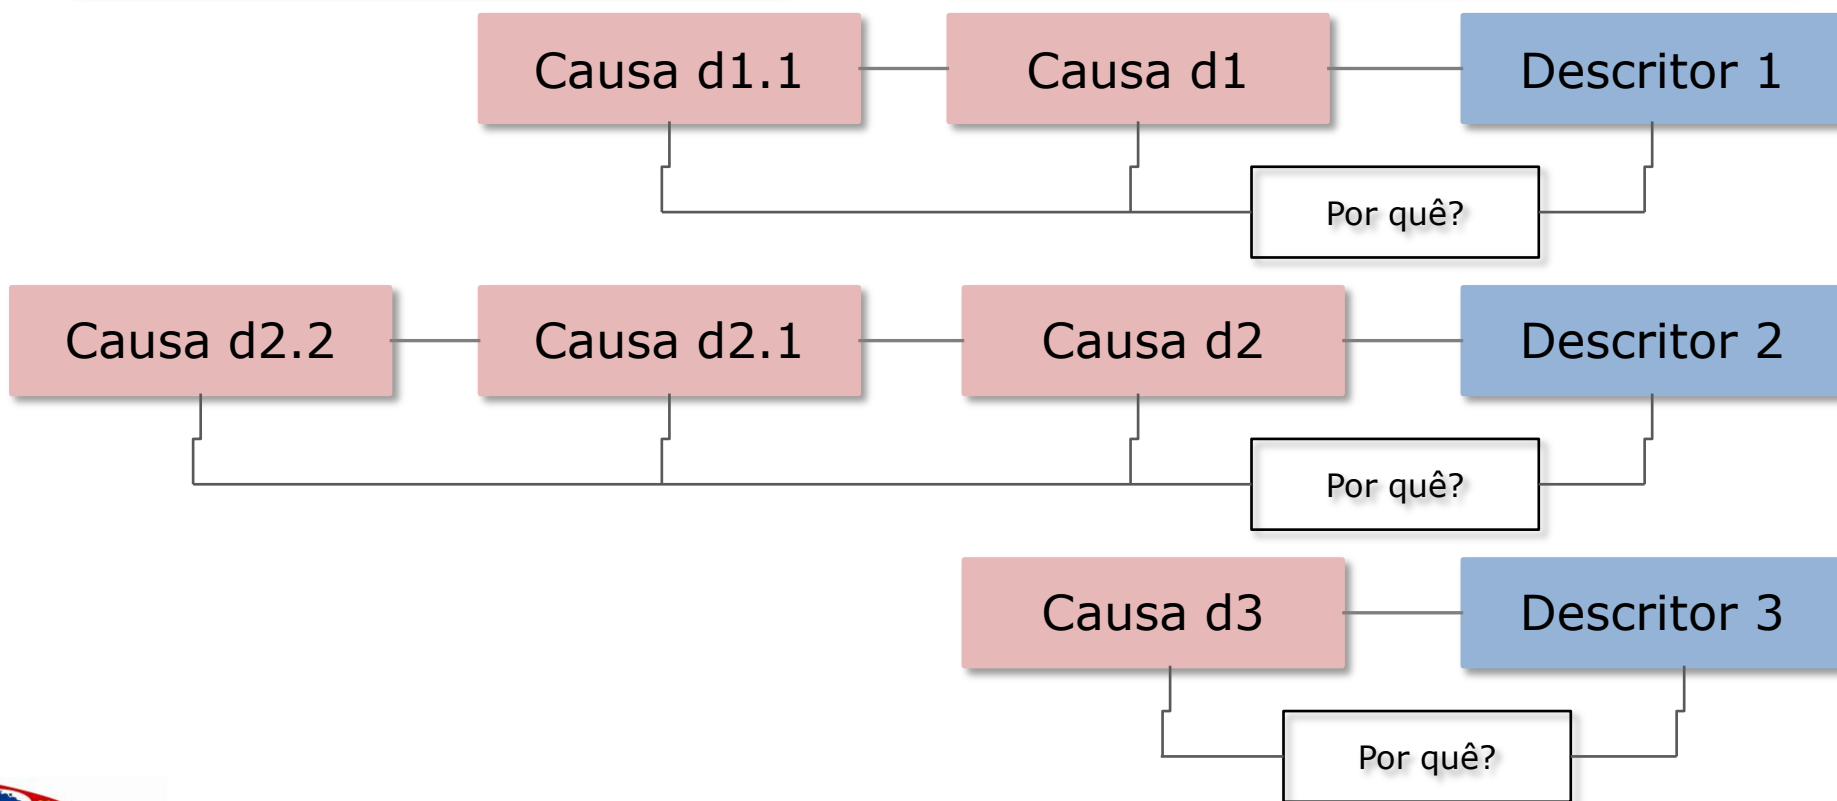 Causa d1.1
Causa d1
Descritor 1
Por quê?
Causa d2.2
Causa d2.1
Causa d2
Descritor 2
Por quê?
Causa d3
Descritor 3
Por quê?